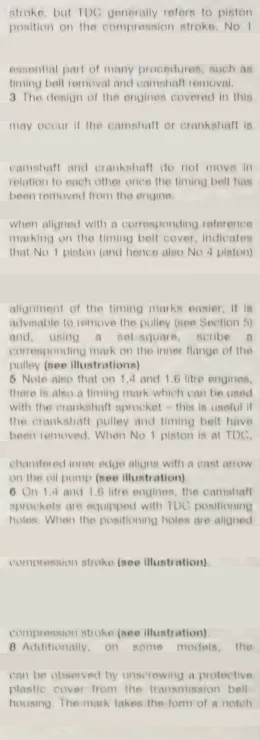 stroke, but TDC generally refers to piston
position on the compression stroke. No 1
essential part of many procedures, such as
timing belt removal and camshaft removal.
3 The design of the engines covered in this
may occur if the camshaft or crankshaft is
camshaft and crankshaft do not move in
relation to each other once the timing belt has
been removed from the engine.
when aligned with a corresponding reference
marking on the timing belt cover, indicates
that No 1 piston (and hence also No 4 piston)
alignment of the timing marks easier, it is
advisable to remove the pulley (see Section 5)
and, using a set-square, scribe a
corresponding mark on the inner flange of the
pulley (see illustrations).
5 Note also that on 1.4 and 1.6 litre engines,
there is also a timing mark which can be used
with the crankshaft sprocket - this is useful if
the crankshaft pulley and timing belt have
been removed. When No 1 piston is at TDC,
chamfered inner edge aligns with a cast arrow
on the oil pump (see illustration).
6 On 1.4 and 1.6 litre engines, the camshaft
sprockets are equipped with TDC positioning
holes. When the positioning holes are aligned
compression stroke (see illustration).
compression stroke (see illustration).
8 Additionally, on some models, the
can be observed by unscrewing a protective
plastic cover from the transmission bell-
housing. The mark takes the form of a notch